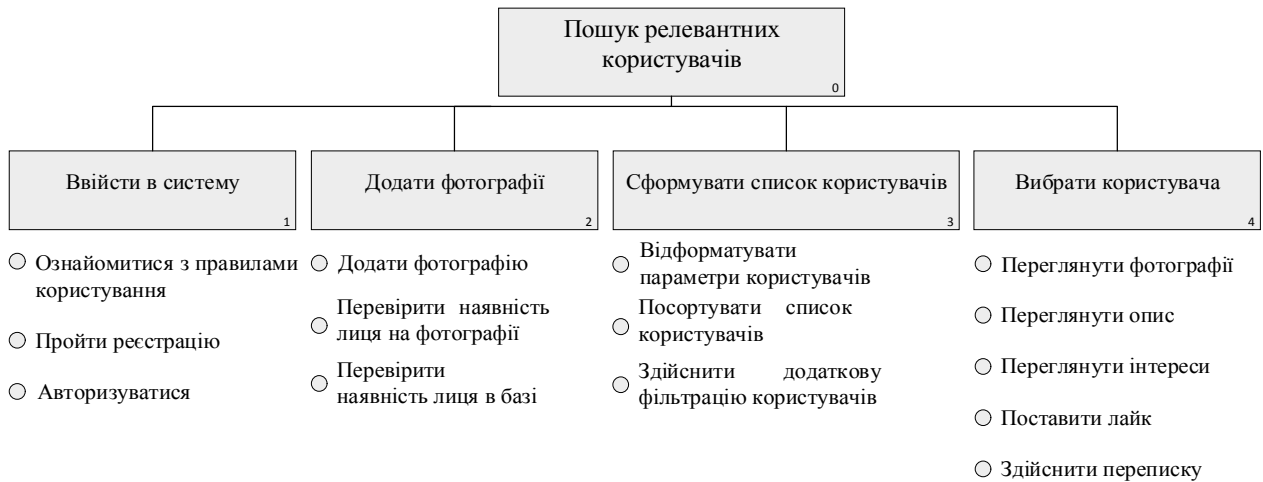 Пошук релевантних
користувачів
0
Ввійсти в систему
1
Додати фотографії
2
Сформувати список користувачів
3
Вибрати користувача
4
Ознайомитися з правилами
користування
Пройти реєстрацію
Авторизуватися
Додати фотографію
Перевірити наявність
лиця на фотографії
Перевірити
наявність лиця в базі
Відформатувати
параметри користувачів
Посортувати список
користувачів
Здійснити додаткову
фільтрацію користувачів
Переглянути фотографії
Переглянути опис
Переглянути інтереси
Поставити лайк
Здійснити переписку